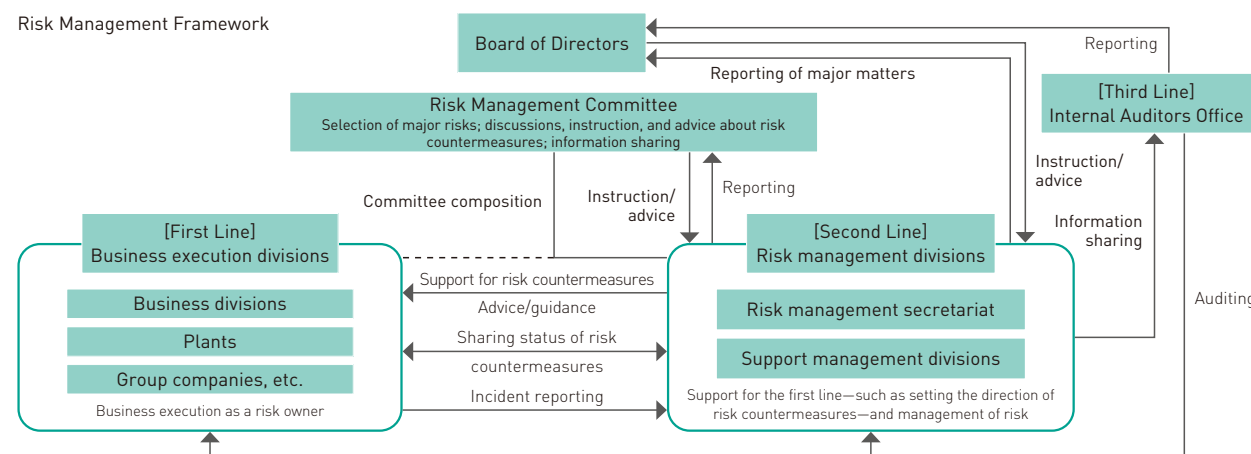 Risk Management Framework
Board of Directors
Reporting
Reporting of major matters
[Third Line]
Internal Auditors Office
Risk Management Committee
Selection of major risks; discussions, instruction, and advice about risk
countermeasures; information sharing
Instruction/
advice
Committee composition
Instruction/
advice
Reporting
Information
sharing
[First Line]
Business execution divisions
[Second Line]
Risk management divisions
Support for risk countermeasures
Advice/guidance
Business divisions
Risk management secretariat
Auditing
Plants
Sharing status of risk
countermeasures
Support management divisions
Group companies, etc.
Incident reporting
Business execution as a risk owner
Support for the first line—such as setting the direction of
risk countermeasures—and management of risk